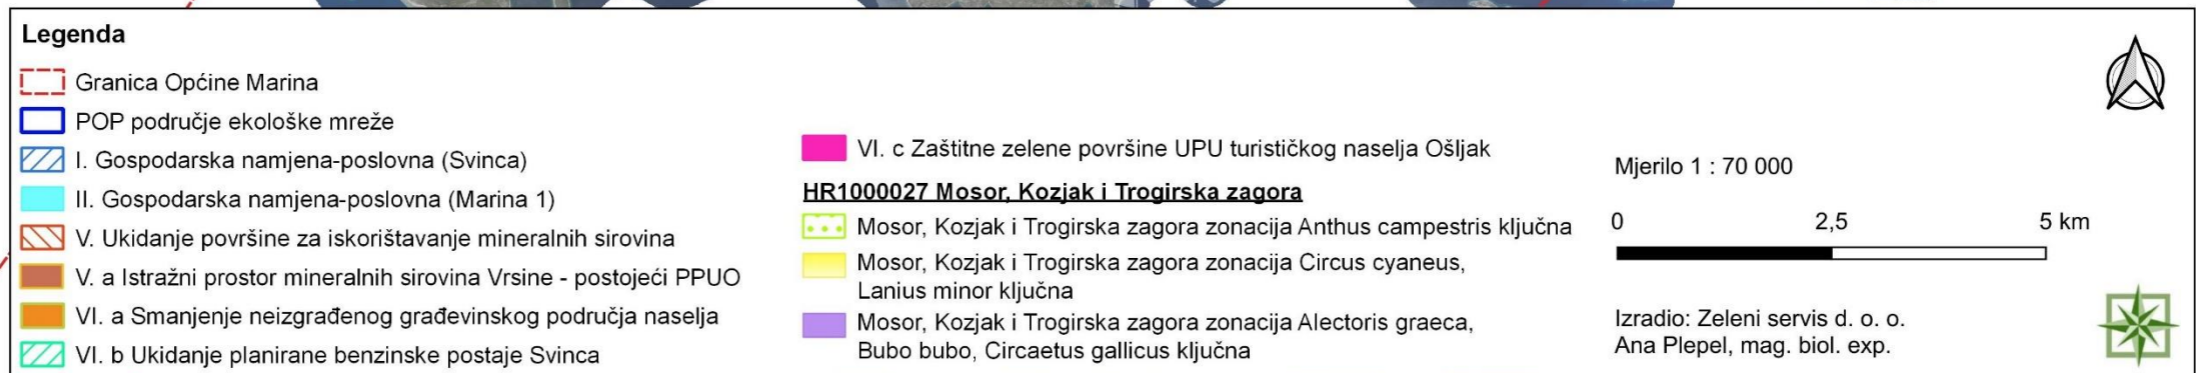 Legenda
Granica Općine Marina
POP područje ekološke mreže
I. Gospodarska namjena-poslovna (Svinca)
II. Gospodarska namjena-poslovna (Marina 1)
V. Ukidanje površine za iskorištavanje mineralnih sirovina
V. a Istražni prostor mineralnih sirovina Vrsine - postojeći PPUO
VI. a Smanjenje neizgrađenog građevinskog područja naselja
VI. b Ukidanje planirane benzinske postaje Svinca
VI. c Zaštitne zelene površine UPU turističkog naselja Ošljak
HR1000027 Mosor, Kozjak i Trogirska zagora
Mosor, Kozjak i Trogirska zagora zonacija Anthus campestris ključna
Mosor, Kozjak i Trogirska zagora zonacija Circus cyaneus,
Lanius minor ključna
Mosor, Kozjak i Trogirska zagora zonacija Alectoris graeca,
Bubo bubo, Circaetus gallicus ključna
Mjerilo 1 : 70 000
0 2,5 5 km
Izradio: Zeleni servis d. o. o.
Ana Plepel, mag. biol. exp.